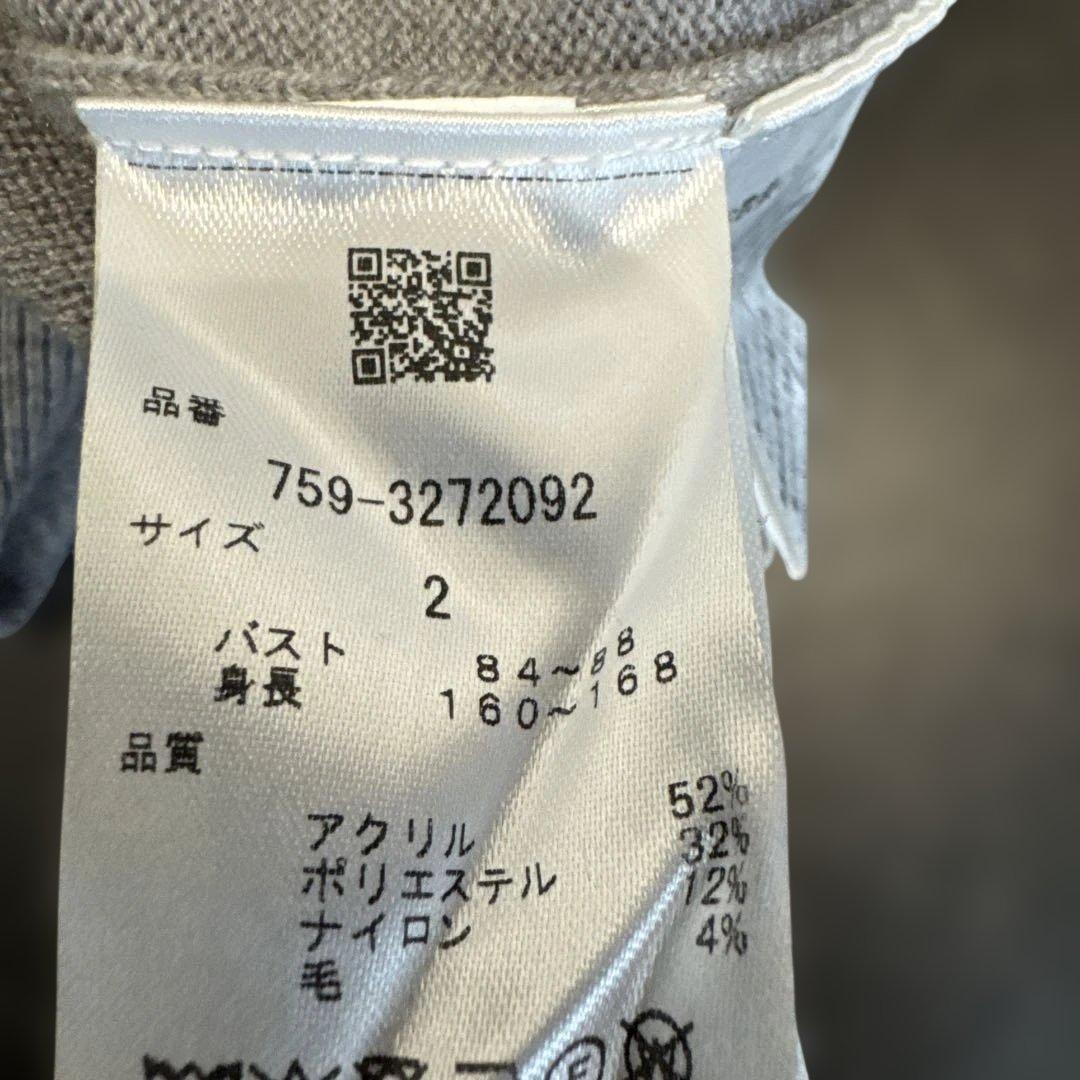 品番
759-3272092
サイズ
2
バスト 84~88
身長 160~168
品質
アクリル 52%
ポリエステル 32%
ナイロン 12%
毛 4%